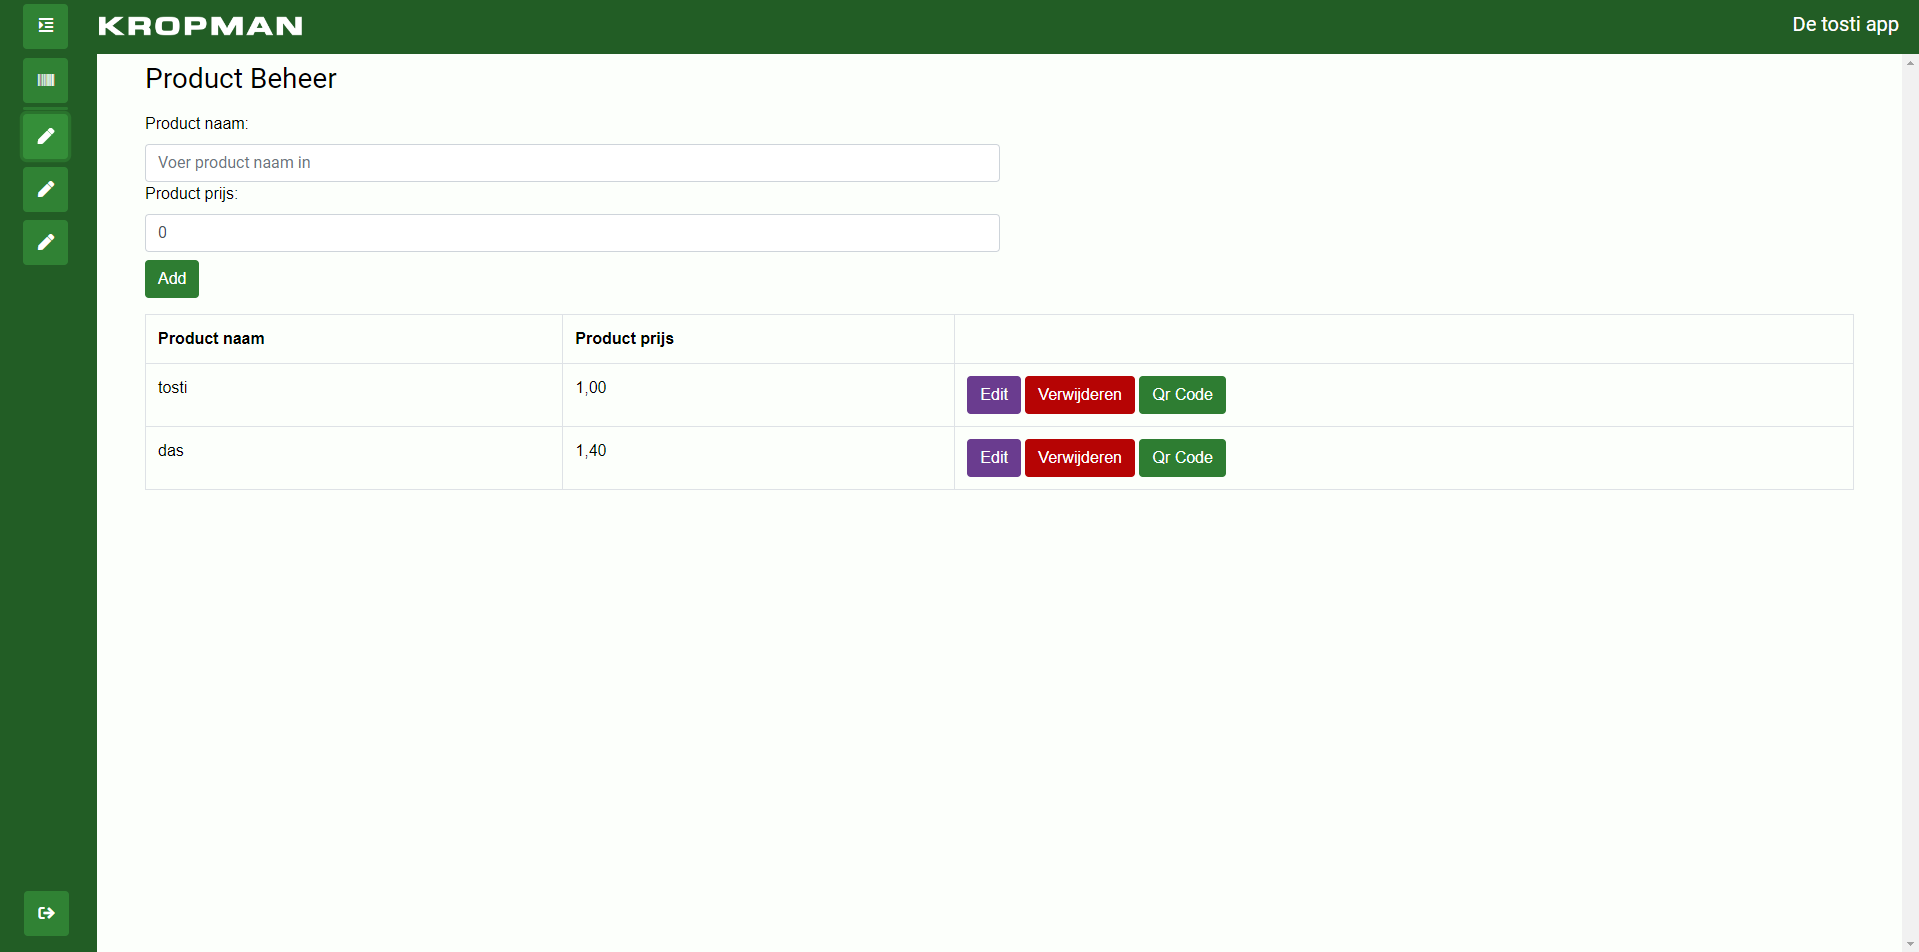 KROPMAN
De tosti app
Product Beheer
Product naam:
Voer product naam in
Product prijs:
0
Add
Product naam Product prijs
tosti 1,00 Edit Verwijderen Qr Code
das 1,40 Edit Verwijderen Qr Code